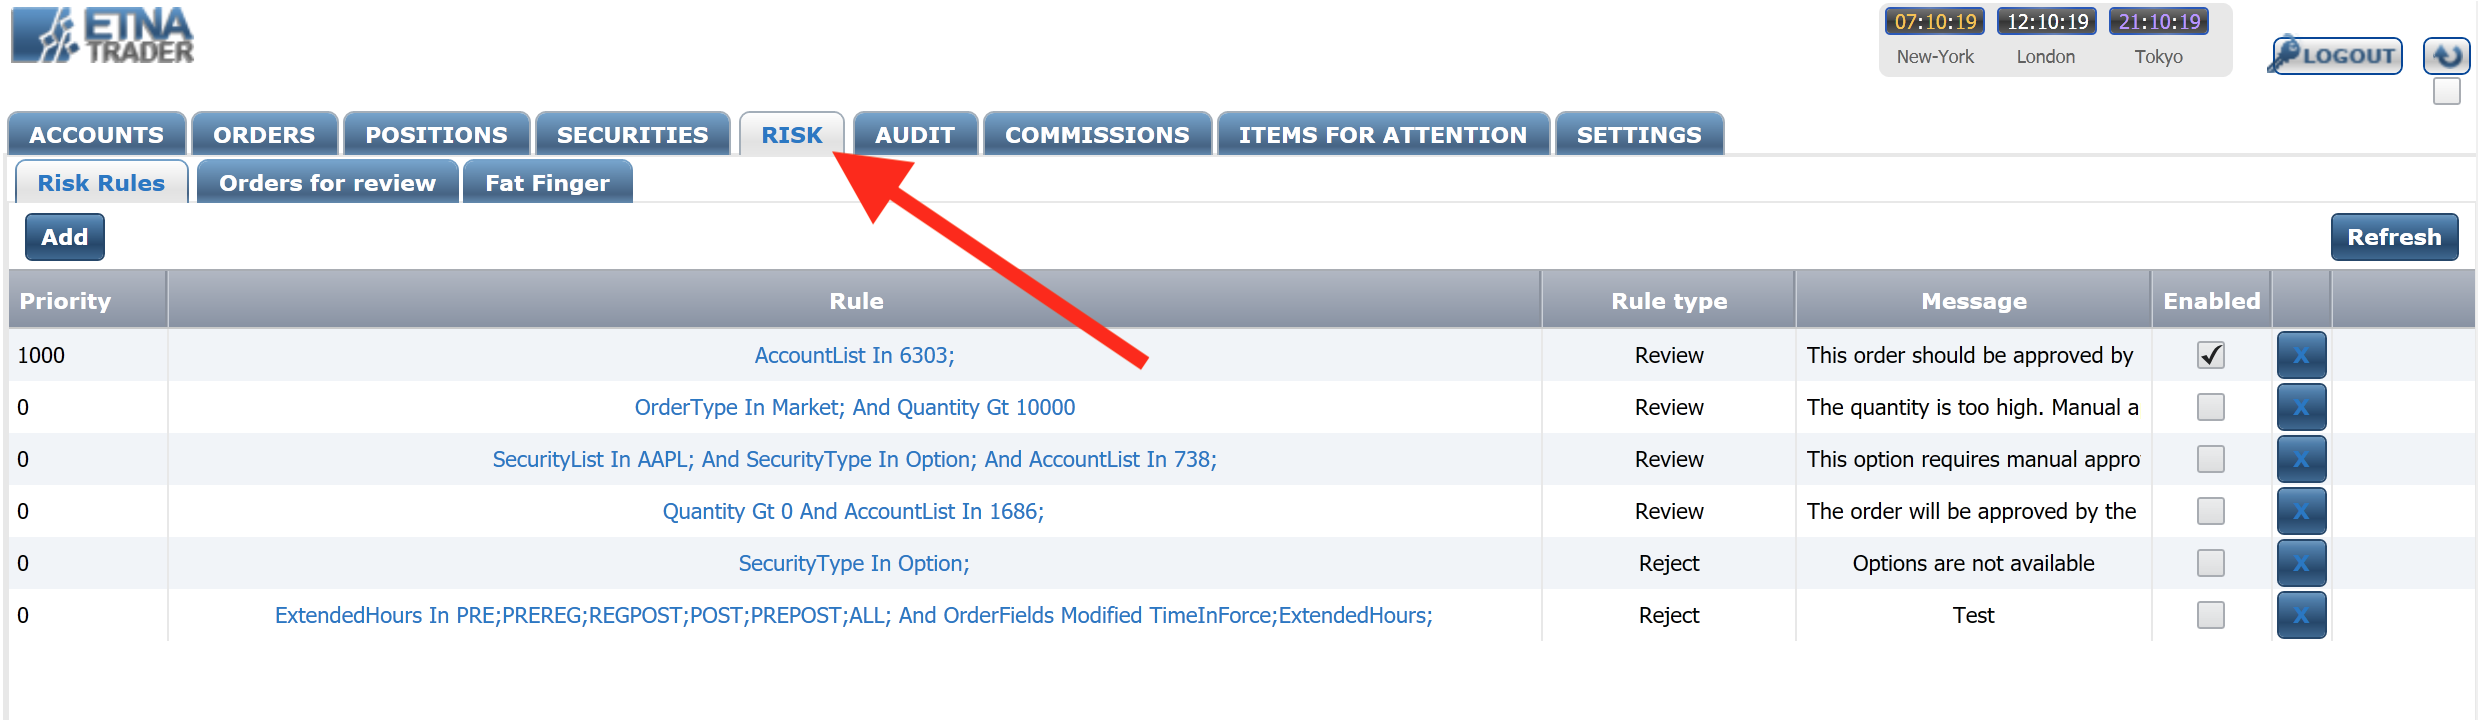 ETNA
TRADER
07:10:19 12:10:19 21:10:19
New-York London Tokyo
LOGOUT
ACCOUNTS ORDERS POSITIONS SECURITIES RISK AUDIT COMMISSIONS ITEMS FOR ATTENTION SETTINGS
Risk Rules Orders for review Fat Finger
Add Refresh
Priority Rule Rule type Message Enabled
1000 AccountList In 6303; Review This order should be approved by X
0 OrderType In Market; And Quantity Gt 10000 Review The quantity is too high. Manual a X
0 SecurityList In AAPL; And SecurityType In Option; And AccountList In 738; Review This option requires manual appro X
0 Quantity Gt 0 And AccountList In 1686; Review The order will be approved by the X
0 SecurityType In Option; Reject Options are not available X
0 ExtendedHours In PRE;PREREG;REGPOST;POST;PREPOST;ALL; And OrderFields Modified TimeInForce;ExtendedHours; Reject Test X